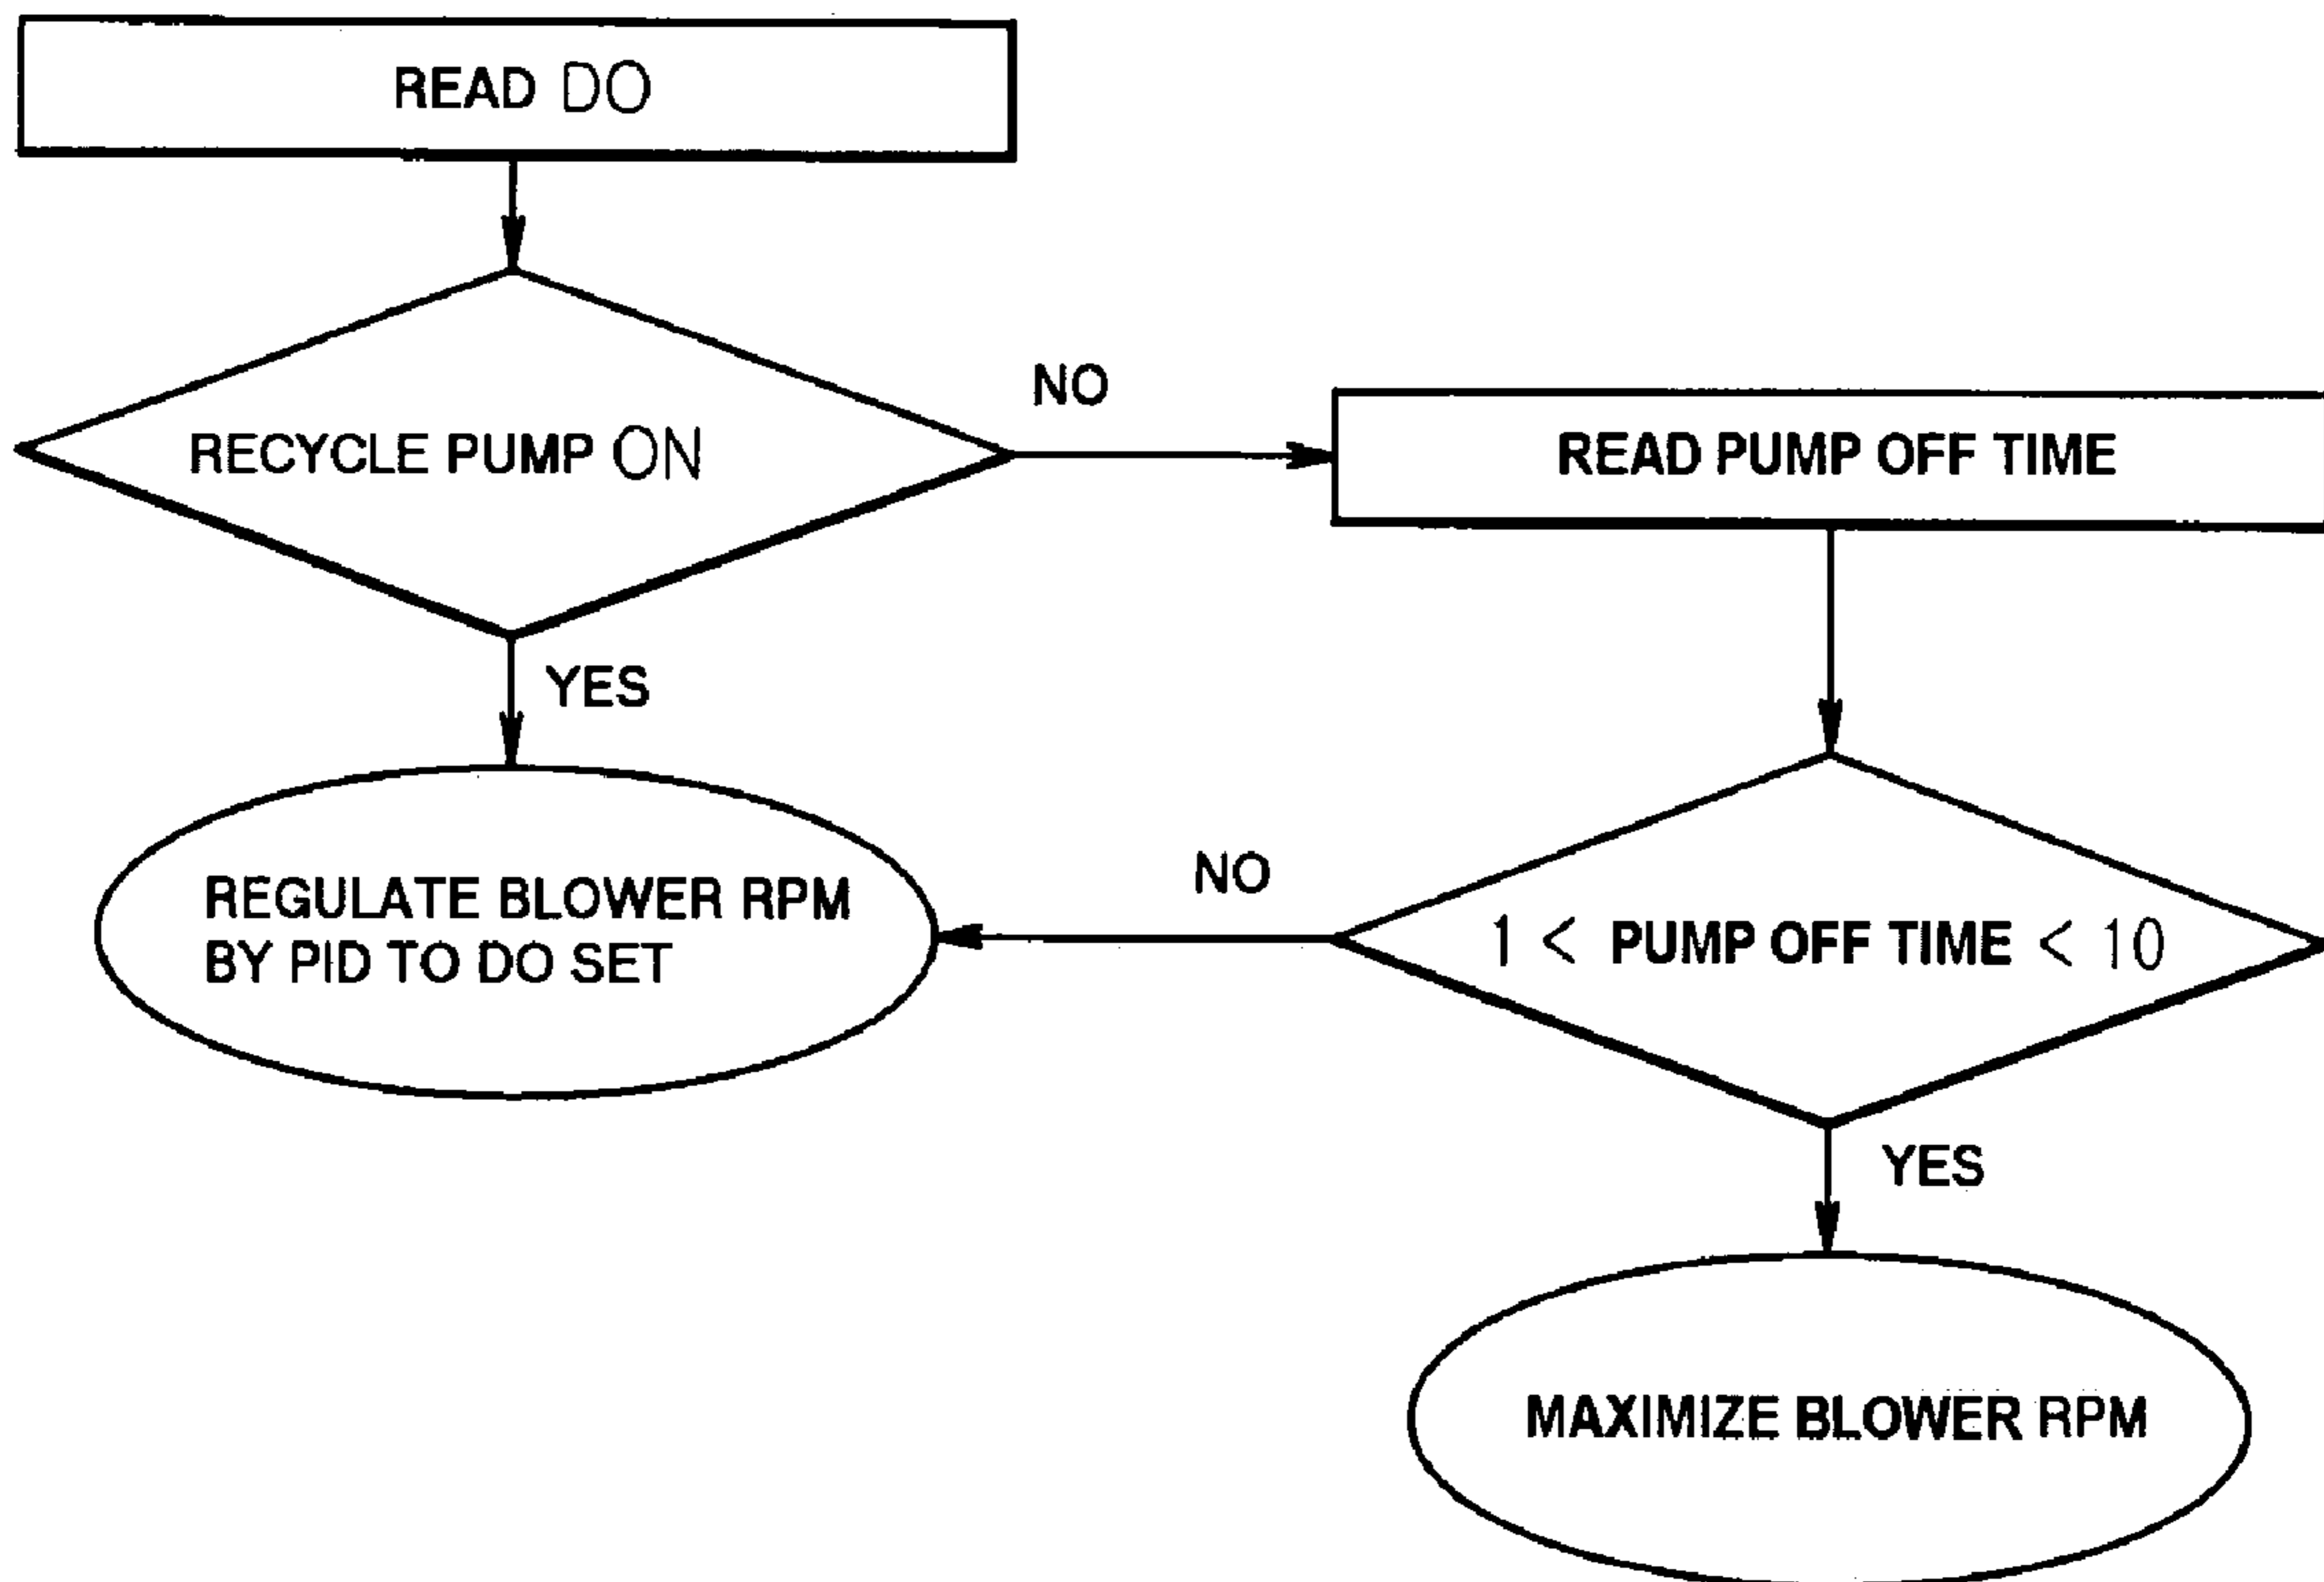 READ DO
NO
RECYCLE PUMP ON
READ PUMP OFF TIME
YES
REGULATE BLOWER RPM
BY PID TO DO SET
NO
1 < PUMP OFF TIME < 10
YES
MAXIMIZE BLOWER RPM